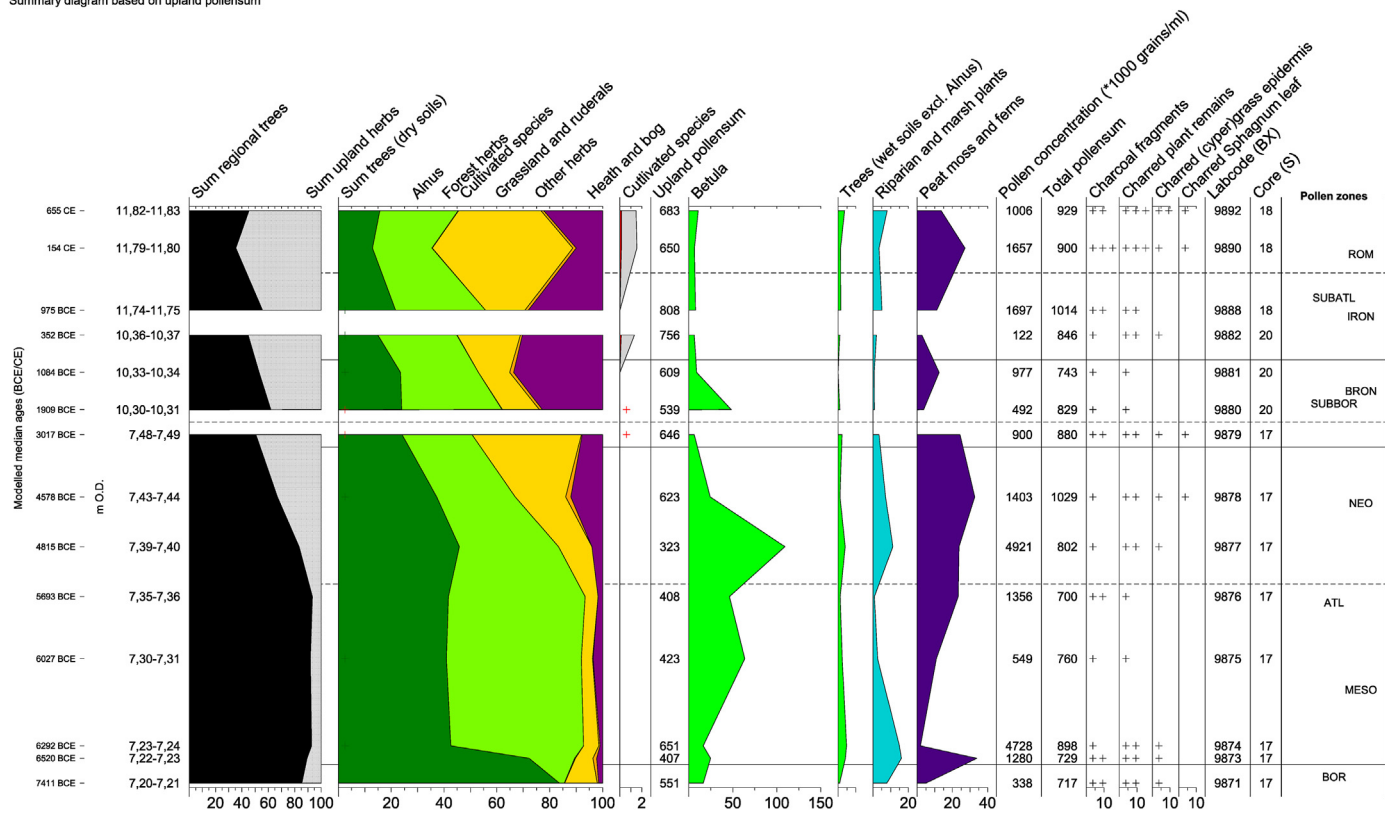 Summary diagram based on upland pollensum
Sum regional trees
Sum upland herbs
Sum trees (dry soils)
Alnus
Forest herbs
Cultivated species
Grassland and ruderals
Other herbs
Heath and bog
Cutltivated species
Upland pollensum
Betula
Trees (wet soils excl. Alnus)
Riparian and marsh plants
Peat moss and ferns
Pollen concentration (*1000 grains/ml)
Total pollensum
Charcoal fragments
Charred plant remains
Charred (cyper)grass epidermis
Charred Sphagnum leaf
Labcode (BX)
Core (S)
Pollen zones
Modelled median ages (BCE/CE)
m O.D.
655 CE 11,82-11,83 683 1006 929 ++ +++ ++ + 9892 18
154 CE 11,79-11,80 650 1657 900 +++ +++ + + 9890 18
ROM
SUBATL
975 BCE 11,74-11,75 808 1697 1014 ++ ++ 9888 18
IRON
352 BCE 10,36-10,37 756 122 846 ++ ++ + 9882 20
1084 BCE 10,33-10,34 609 977 743 + + 9881 20
BRON
1909 BCE 10,30-10,31 + 539 492 829 + + 9880 20
SUBBOR
3017 BCE 7,48-7,49 + 646 900 880 ++ ++ + + 9879 17
4578 BCE 7,43-7,44 623 1403 1029 + ++ + + 9878 17
NEO
4815 BCE 7,39-7,40 323 4921 802 + ++ + 9877 17
5693 BCE 7,35-7,36 408 1356 700 ++ + 9876 17
ATL
6027 BCE 7,30-7,31 423 549 760 + + 9875 17
MESO
6292 BCE 7,23-7,24 651 4728 898 + ++ + 9874 17
6520 BCE 7,22-7,23 407 1280 729 ++ ++ + 9873 17
BOR
7411 BCE 7,20-7,21 551 338 717 ++ ++ + 9871 17
20 40 60 80 100 20 40 60 80 100 2 50 100 150 20 20 40 10 10 10 10